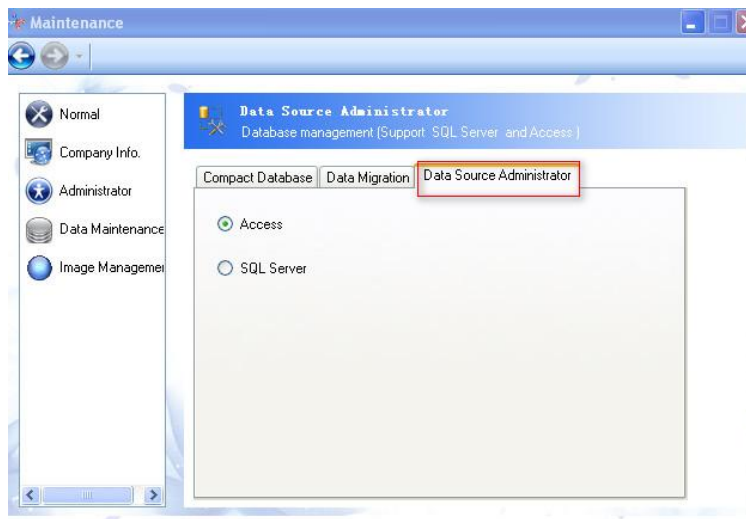 Maintenance
Normal
Company Info.
Administrator
Data Maintenance
Image Managemei
Data Source Administrator
Database management (Support SQL Server and Access )
Compact Database
Data Migration
Data Source Administrator
Access
SQL Server